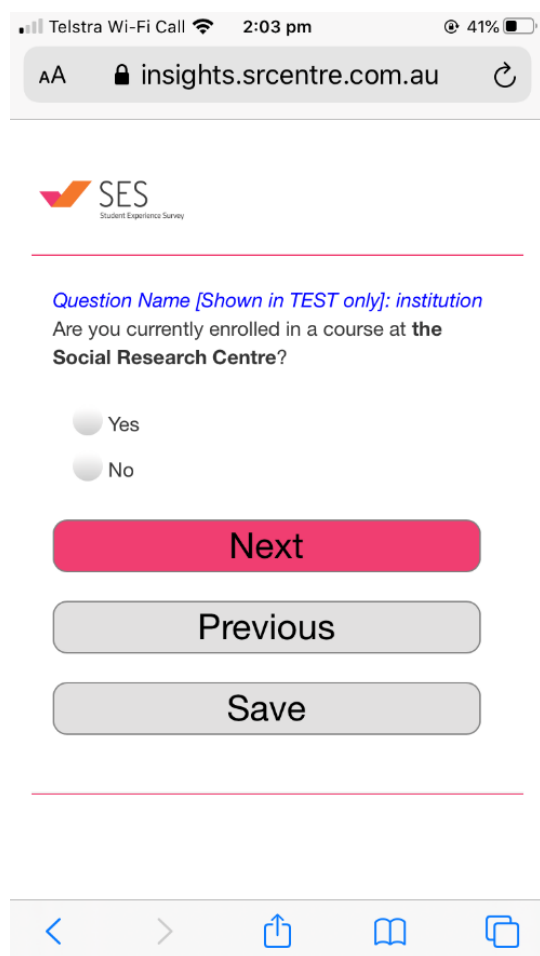 Telstra Wi-Fi Call 2:03 pm 41%
AA insights.srcentre.com.au
SES
Student Experience Survey
Question Name [Shown in TEST only]: institution
Are you currently enrolled in a course at the
Social Research Centre?
Yes
No
Next
Previous
Save